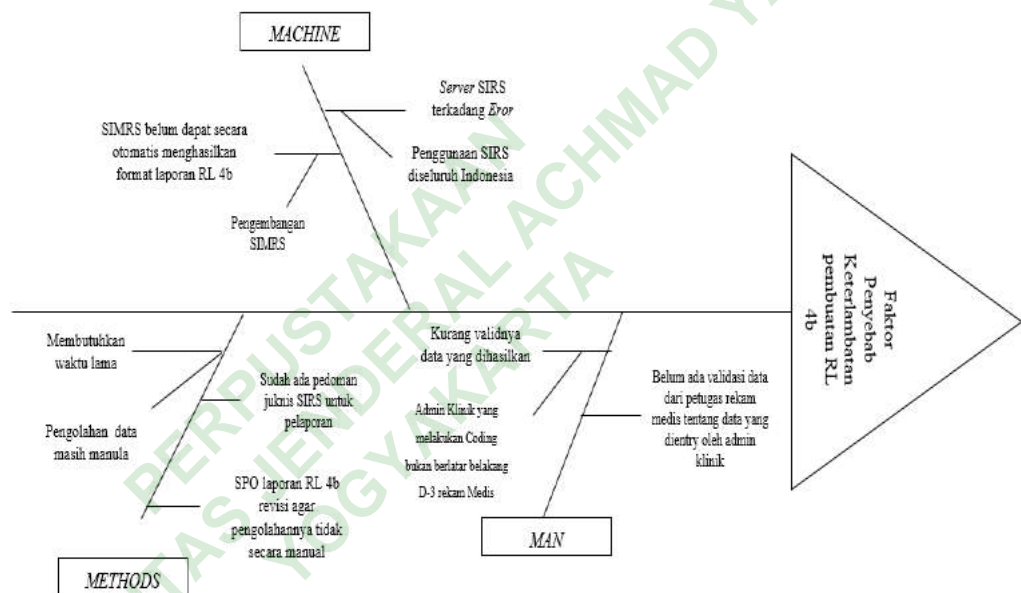 MACHINE
Server SIRS
terkadang Eror
SIMRS belum dapat secara
otomatis menghasilkan
format laporan RL 4b
Penggunaan SIRS
diseluruh Indonesia
Pengembangan
SIMRS
Faktor
Penyebab
Keterlambatan
pembuatan RL
4b
Membutuhkan
waktu lama
Sudah ada pedoman
juknis SIRS untuk
pelaporan
Pengolahan data
masih manula
SPO laporan RL 4b
revisi agar
pengolahannya tidak
secara manual
METHODS
Kurang validnya
data yang dihasilkan
Admin Klinik yang
melakukan Coding
bukan berlatar belakang
D-3 rekam Medis
Belum ada validasi data
dari petugas rekam
medis tentang data yang
dientry oleh admin
klinik
MAN
PERPUSTAKAAN
TAS JENDERAL ACHMAD YA
YOGYAKARTA